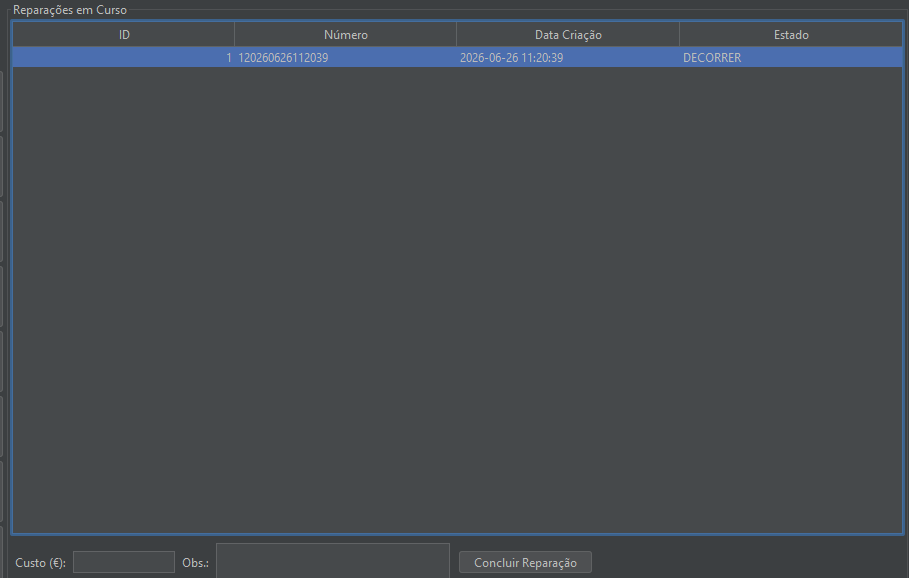 Reparações em Curso
ID Número Data Criação Estado
1 120260626112039 2026-06-26 11:20:39 DECORRER
Custo (€): Obs.: Concluir Reparação